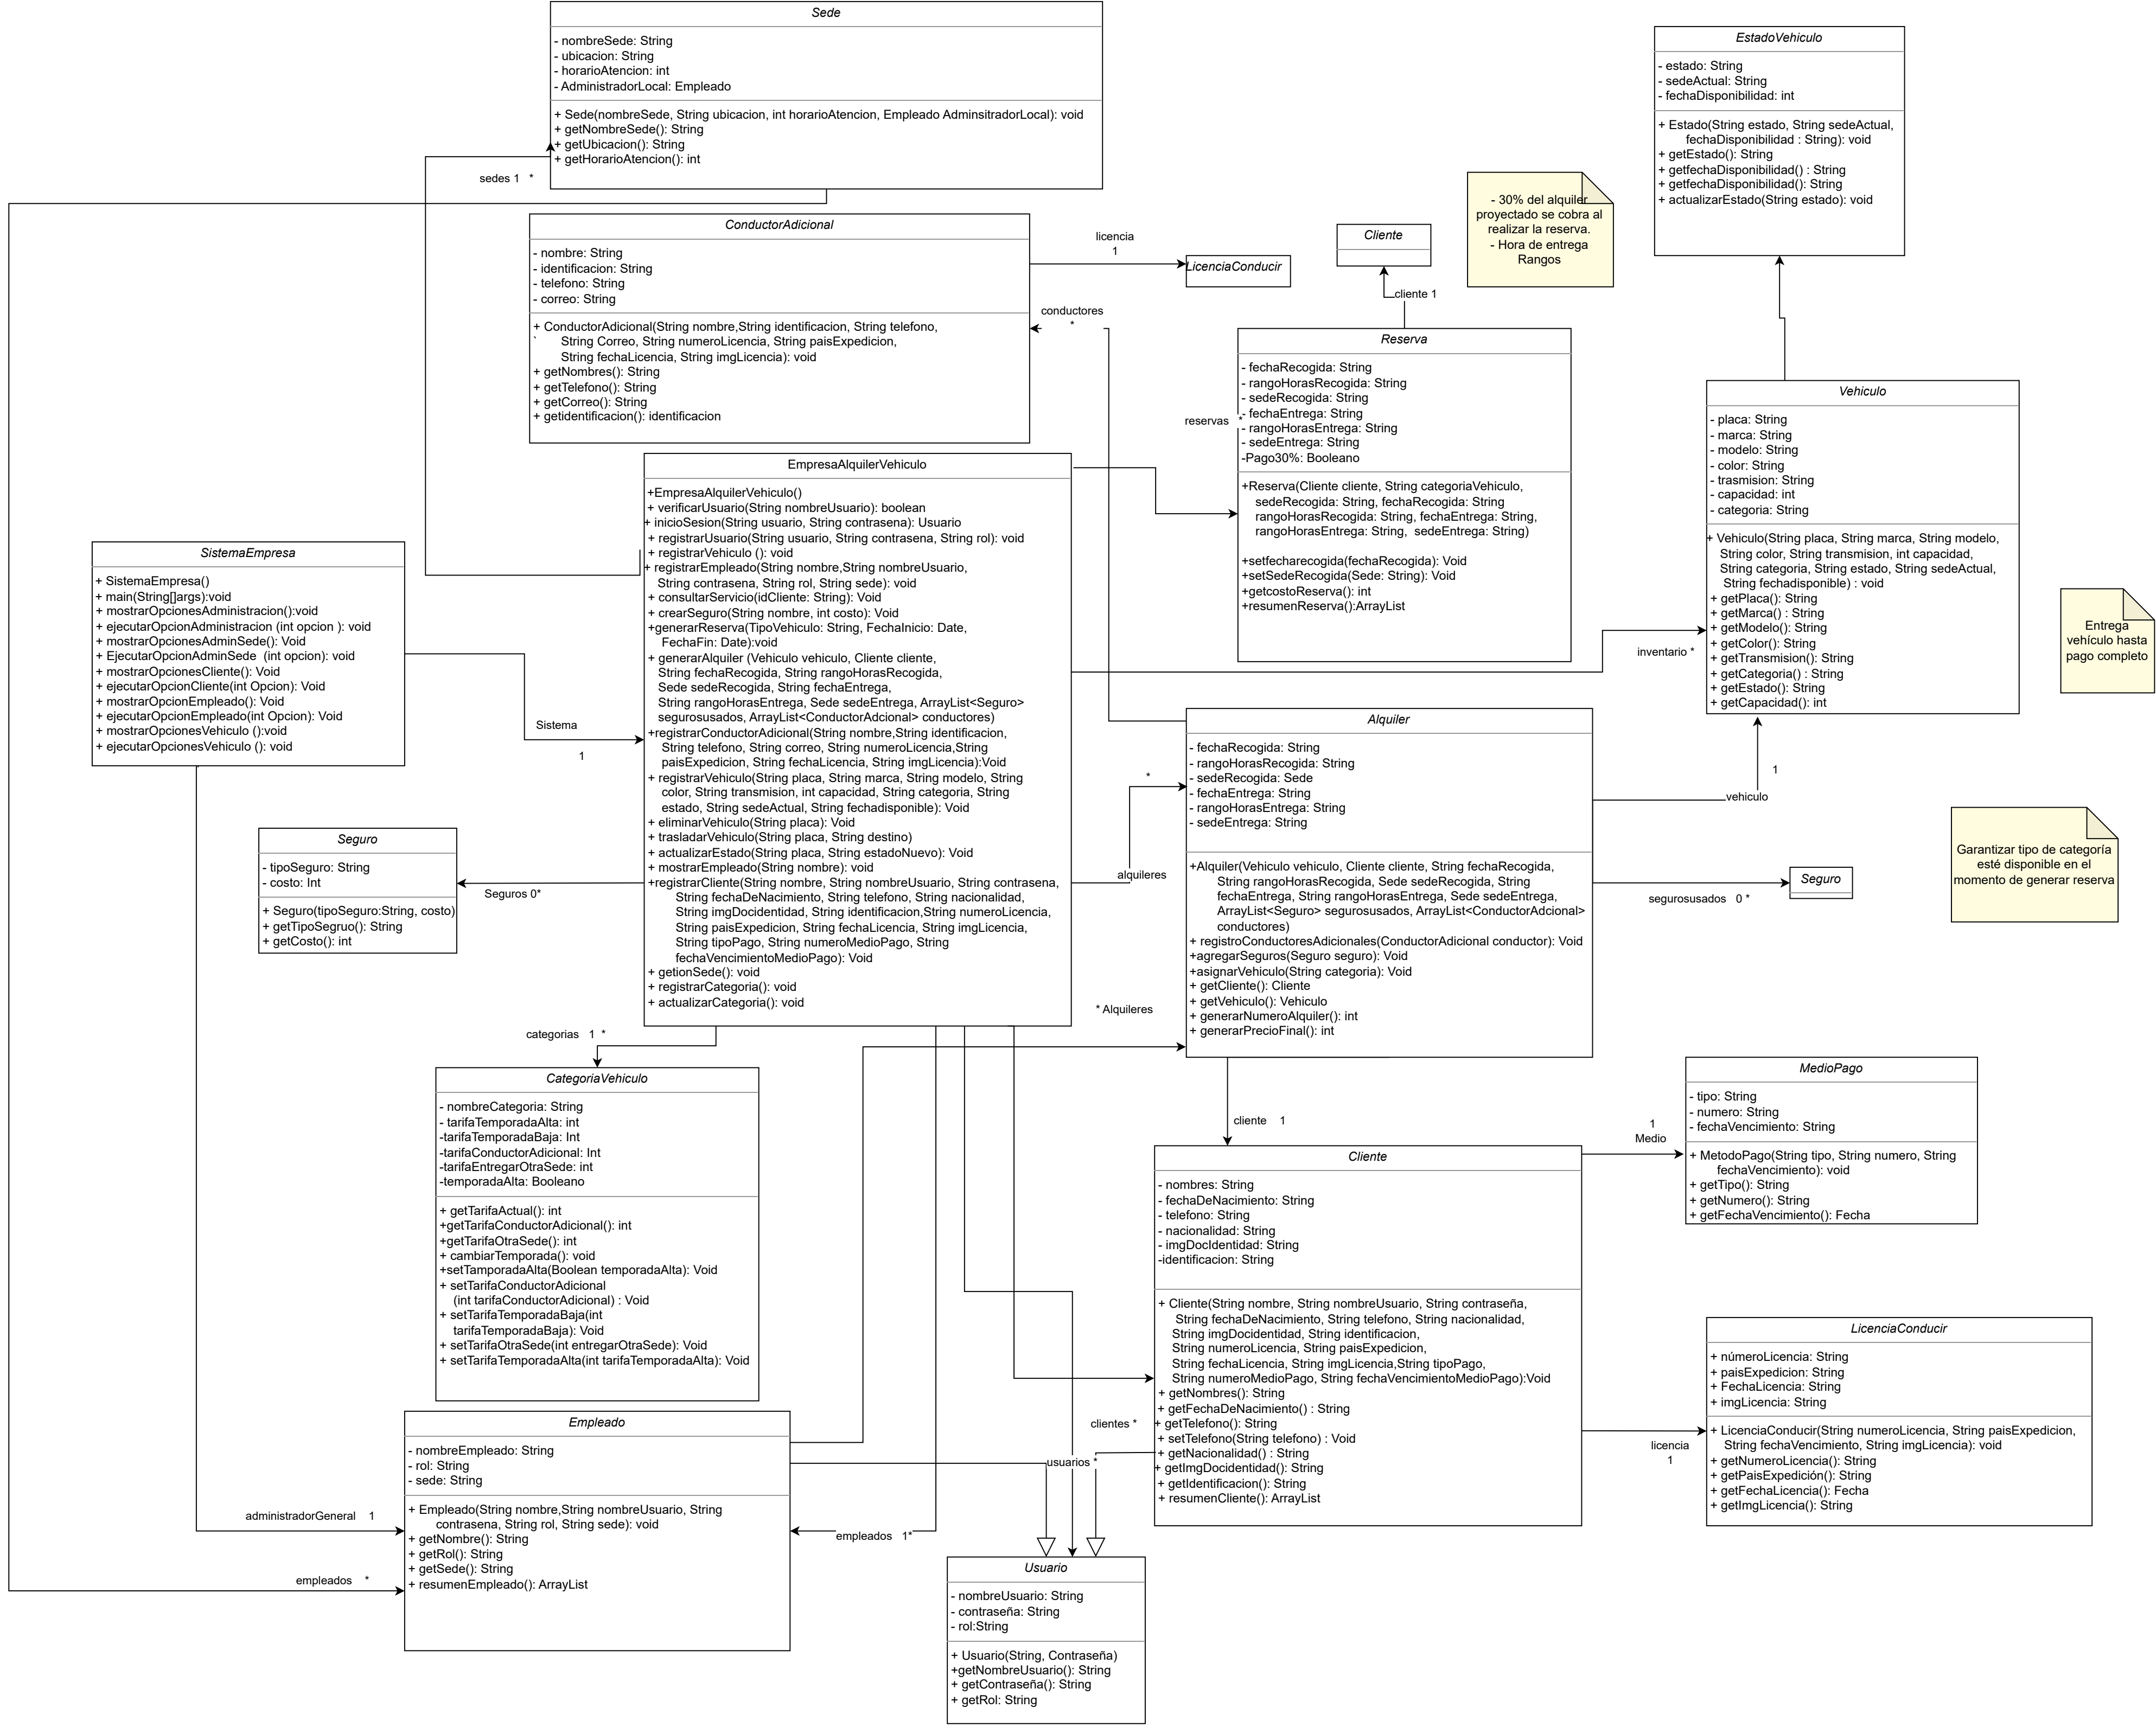 Sede
- nombreSede: String
- ubicacion: String
- horarioAtencion: int
- AdministradorLocal: Empleado
+ Sede(nombreSede, String ubicacion, int horarioAtencion, Empleado AdminsitradorLocal): void
+ getNombreSede(): String
+ getUbicacion(): String
+ getHorarioAtencion(): int
sedes 1 *
EstadoVehiculo
- estado: String
- sedeActual: String
- fechaDisponibilidad: int
+ Estado(String estado, String sedeActual,
fechaDisponibilidad : String): void
+ getEstado(): String
+ getfechaDisponibilidad() : String
+ getfechaDisponibilidad(): String
+ actualizarEstado(String estado): void
- 30% del alquiler
proyectado se cobra al
realizar la reserva.
- Hora de entrega
Rangos
ConductorAdicional
- nombre: String
- identificacion: String
- telefono: String
- correo: String
+ ConductorAdicional(String nombre,String identificacion, String telefono,
` String Correo, String numeroLicencia, String paisExpedicion,
String fechaLicencia, String imgLicencia): void
+ getNombres(): String
+ getTelefono(): String
+ getCorreo(): String
+ getidentificacion(): identificacion
licencia
1
LicenciaConducir
conductores
*
Cliente
cliente 1
Reserva
- fechaRecogida: String
- rangoHorasRecogida: String
- sedeRecogida: String
- fechaEntrega: String
- rangoHorasEntrega: String
- sedeEntrega: String
-Pago30%: Booleano
+Reserva(Cliente cliente, String categoriaVehiculo,
sedeRecogida: String, fechaRecogida: String
rangoHorasRecogida: String, fechaEntrega: String,
rangoHorasEntrega: String, sedeEntrega: String)
+setfecharecogida(fechaRecogida): Void
+setSedeRecogida(Sede: String): Void
+getcostoReserva(): int
+resumenReserva():ArrayList
reservas *
Vehiculo
- placa: String
- marca: String
- modelo: String
- color: String
- trasmision: String
- capacidad: int
- categoria: String
+ Vehiculo(String placa, String marca, String modelo,
String color, String transmision, int capacidad,
String categoria, String estado, String sedeActual,
String fechadisponible) : void
+ getPlaca(): String
+ getMarca() : String
+ getModelo(): String
+ getColor(): String
+ getTransmision(): String
+ getCategoria() : String
+ getEstado(): String
+ getCapacidad(): int
inventario *
Entrega
vehículo hasta
pago completo
EmpresaAlquilerVehiculo
+EmpresaAlquilerVehiculo()
+ verificarUsuario(String nombreUsuario): boolean
+ inicioSesion(String usuario, String contrasena): Usuario
+ registrarUsuario(String usuario, String contrasena, String rol): void
+ registrarVehiculo (): void
+ registrarEmpleado(String nombre,String nombreUsuario,
String contrasena, String rol, String sede): void
+ consultarServicio(idCliente: String): Void
+ crearSeguro(String nombre, int costo): Void
+generarReserva(TipoVehiculo: String, FechaInicio: Date,
FechaFin: Date):void
+ generarAlquiler (Vehiculo vehiculo, Cliente cliente,
String fechaRecogida, String rangoHorasRecogida,
Sede sedeRecogida, String fechaEntrega,
String rangoHorasEntrega, Sede sedeEntrega, ArrayList<Seguro>
segurosusados, ArrayList<ConductorAdcional> conductores)
+registrarConductorAdicional(String nombre,String identificacion,
String telefono, String correo, String numeroLicencia,String
paisExpedicion, String fechaLicencia, String imgLicencia):Void
+ registrarVehiculo(String placa, String marca, String modelo, String
color, String transmision, int capacidad, String categoria, String
estado, String sedeActual, String fechadisponible): Void
+ eliminarVehiculo(String placa): Void
+ trasladarVehiculo(String placa, String destino)
+ actualizarEstado(String placa, String estadoNuevo): Void
+ mostrarEmpleado(String nombre): void
+registrarCliente(String nombre, String nombreUsuario, String contrasena,
String fechaDeNacimiento, String telefono, String nacionalidad,
String imgDocidentidad, String identificacion,String numeroLicencia,
String paisExpedicion, String fechaLicencia, String imgLicencia,
String tipoPago, String numeroMedioPago, String
fechaVencimientoMedioPago): Void
+ getionSede(): void
+ registrarCategoria(): void
+ actualizarCategoria(): void
SistemaEmpresa
+ SistemaEmpresa()
+ main(String[]args):void
+ mostrarOpcionesAdministracion():void
+ ejecutarOpcionAdministracion (int opcion ): void
+ mostrarOpcionesAdminSede(): Void
+ EjecutarOpcionAdminSede (int opcion): void
+ mostrarOpcionesCliente(): Void
+ ejecutarOpcionCliente(int Opcion): Void
+ mostrarOpcionEmpleado(): Void
+ ejecutarOpcionEmpleado(int Opcion): Void
+ mostrarOpcionesVehiculo ():void
+ ejecutarOpcionesVehiculo (): void
Sistema
1
Seguro
- tipoSeguro: String
- costo: Int
+ Seguro(tipoSeguro:String, costo)
+ getTipoSegruo(): String
+ getCosto(): int
Seguros 0*
Alquiler
- fechaRecogida: String
- rangoHorasRecogida: String
- sedeRecogida: Sede
- fechaEntrega: String
- rangoHorasEntrega: String
- sedeEntrega: String
+Alquiler(Vehiculo vehiculo, Cliente cliente, String fechaRecogida,
String rangoHorasRecogida, Sede sedeRecogida, String
fechaEntrega, String rangoHorasEntrega, Sede sedeEntrega,
ArrayList<Seguro> segurosusados, ArrayList<ConductorAdcional>
conductores)
+ registroConductoresAdicionales(ConductorAdicional conductor): Void
+agregarSeguros(Seguro seguro): Void
+asignarVehiculo(String categoria): Void
+ getCliente(): Cliente
+ getVehiculo(): Vehiculo
+ generarNumeroAlquiler(): int
+ generarPrecioFinal(): int
*
alquileres
* Alquileres
1
vehiculo
Seguro
segurosusados 0 *
Garantizar tipo de categoría
esté disponible en el
momento de generar reserva
categorias 1 *
CategoriaVehiculo
- nombreCategoria: String
- tarifaTemporadaAlta: int
-tarifaTemporadaBaja: Int
-tarifaConductorAdicional: Int
-tarifaEntregarOtraSede: int
-temporadaAlta: Booleano
+ getTarifaActual(): int
+getTarifaConductorAdicional(): int
+getTarifaOtraSede(): int
+ cambiarTemporada(): void
+setTamporadaAlta(Boolean temporadaAlta): Void
+ setTarifaConductorAdicional
(int tarifaConductorAdicional) : Void
+ setTarifaTemporadaBaja(int
tarifaTemporadaBaja): Void
+ setTarifaOtraSede(int entregarOtraSede): Void
+ setTarifaTemporadaAlta(int tarifaTemporadaAlta): Void
cliente 1
Cliente
- nombres: String
- fechaDeNacimiento: String
- telefono: String
- nacionalidad: String
- imgDocIdentidad: String
-identificacion: String
+ Cliente(String nombre, String nombreUsuario, String contraseña,
String fechaDeNacimiento, String telefono, String nacionalidad,
String imgDocidentidad, String identificacion,
String numeroLicencia, String paisExpedicion,
String fechaLicencia, String imgLicencia,String tipoPago,
String numeroMedioPago, String fechaVencimientoMedioPago):Void
+ getNombres(): String
+ getFechaDeNacimiento() : String
+ getTelefono(): String
+ setTelefono(String telefono) : Void
+ getNacionalidad() : String
+ getImgDocidentidad(): String
+ getIdentificacion(): String
+ resumenCliente(): ArrayList
1
Medio
MedioPago
- tipo: String
- numero: String
- fechaVencimiento: String
+ MetodoPago(String tipo, String numero, String
fechaVencimiento): void
+ getTipo(): String
+ getNumero(): String
+ getFechaVencimiento(): Fecha
LicenciaConducir
+ númeroLicencia: String
+ paisExpedicion: String
+ FechaLicencia: String
+ imgLicencia: String
+ LicenciaConducir(String numeroLicencia, String paisExpedicion,
String fechaVencimiento, String imgLicencia): void
+ getNumeroLicencia(): String
+ getPaisExpedición(): String
+ getFechaLicencia(): Fecha
+ getImgLicencia(): String
licencia
1
clientes *
usuarios *
Empleado
- nombreEmpleado: String
- rol: String
- sede: String
+ Empleado(String nombre,String nombreUsuario, String
contrasena, String rol, String sede): void
+ getNombre(): String
+ getRol(): String
+ getSede(): String
+ resumenEmpleado(): ArrayList
administradorGeneral 1
empleados *
empleados 1*
Usuario
- nombreUsuario: String
- contraseña: String
- rol:String
+ Usuario(String, Contraseña)
+getNombreUsuario(): String
+ getContraseña(): String
+ getRol: String